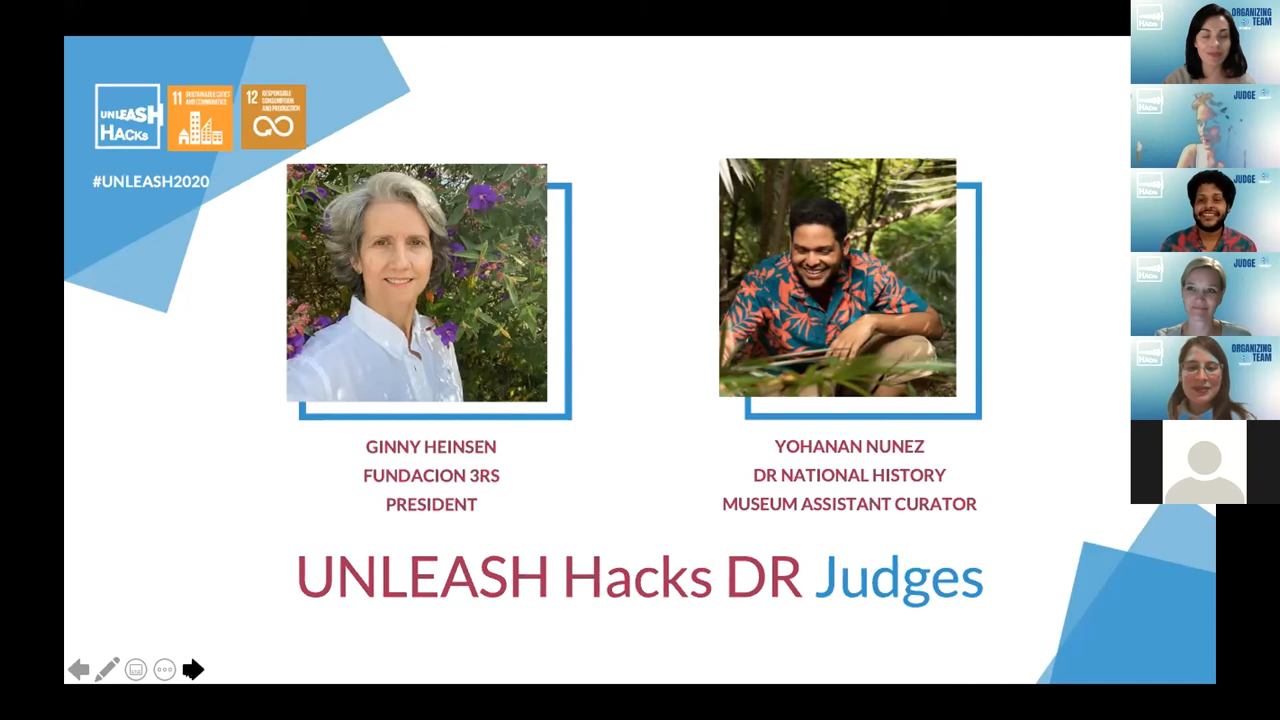 UNLEASH
HACKS
11 SUSTAINABLE CITIES
AND COMMUNITIES
12 RESPONSIBLE
CONSUMPTION
AND PRODUCTION
#UNLEASH2020
GINNY HEINSEN
FUNDACION 3RS
PRESIDENT
YOHANAN NUNEZ
DR NATIONAL HISTORY
MUSEUM ASSISTANT CURATOR
UNLEASH Hacks DR Judges
ORGANIZING
TEAM
JUDGE
JUDGE
JUDGE
ORGANIZING
TEAM